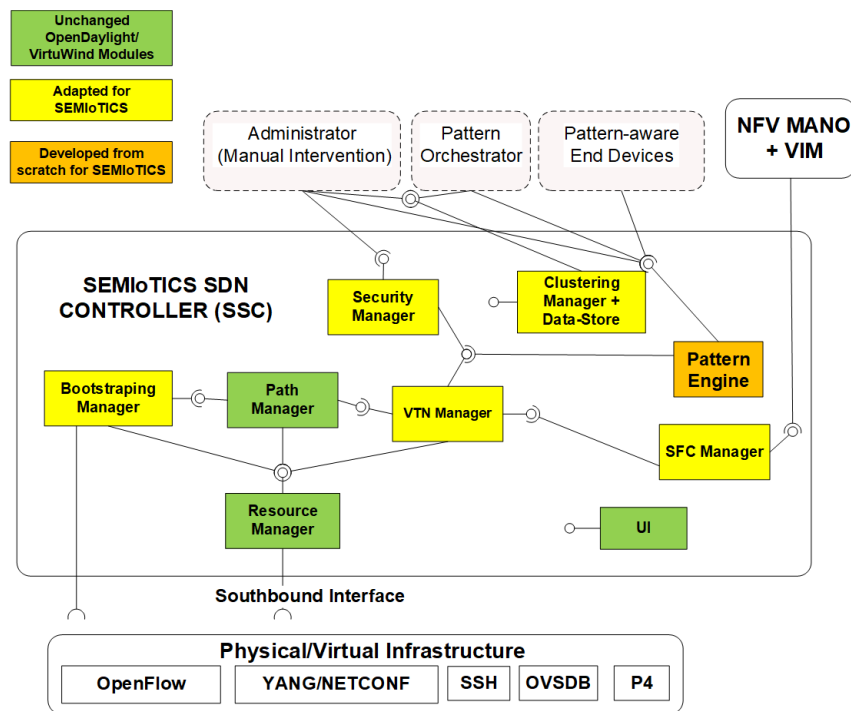 Unchanged
OpenDaylight/
VirtuWind Modules
Adapted for
SEMIoTICS
Developed from
scratch for SEMIoTICS
Administrator
(Manual Intervention)
Pattern
Orchestrator
Pattern-aware
End Devices
NFV MANO
+ VIM
SEMIoTICS SDN
CONTROLLER (SSC)
Security
Manager
Clustering
Manager +
Data-Store
Pattern
Engine
Bootstraping
Manager
Path
Manager
VTN Manager
SFC Manager
Resource
Manager
UI
Southbound Interface
Physical/Virtual Infrastructure
OpenFlow
YANG/NETCONF
SSH
OVSDB
P4